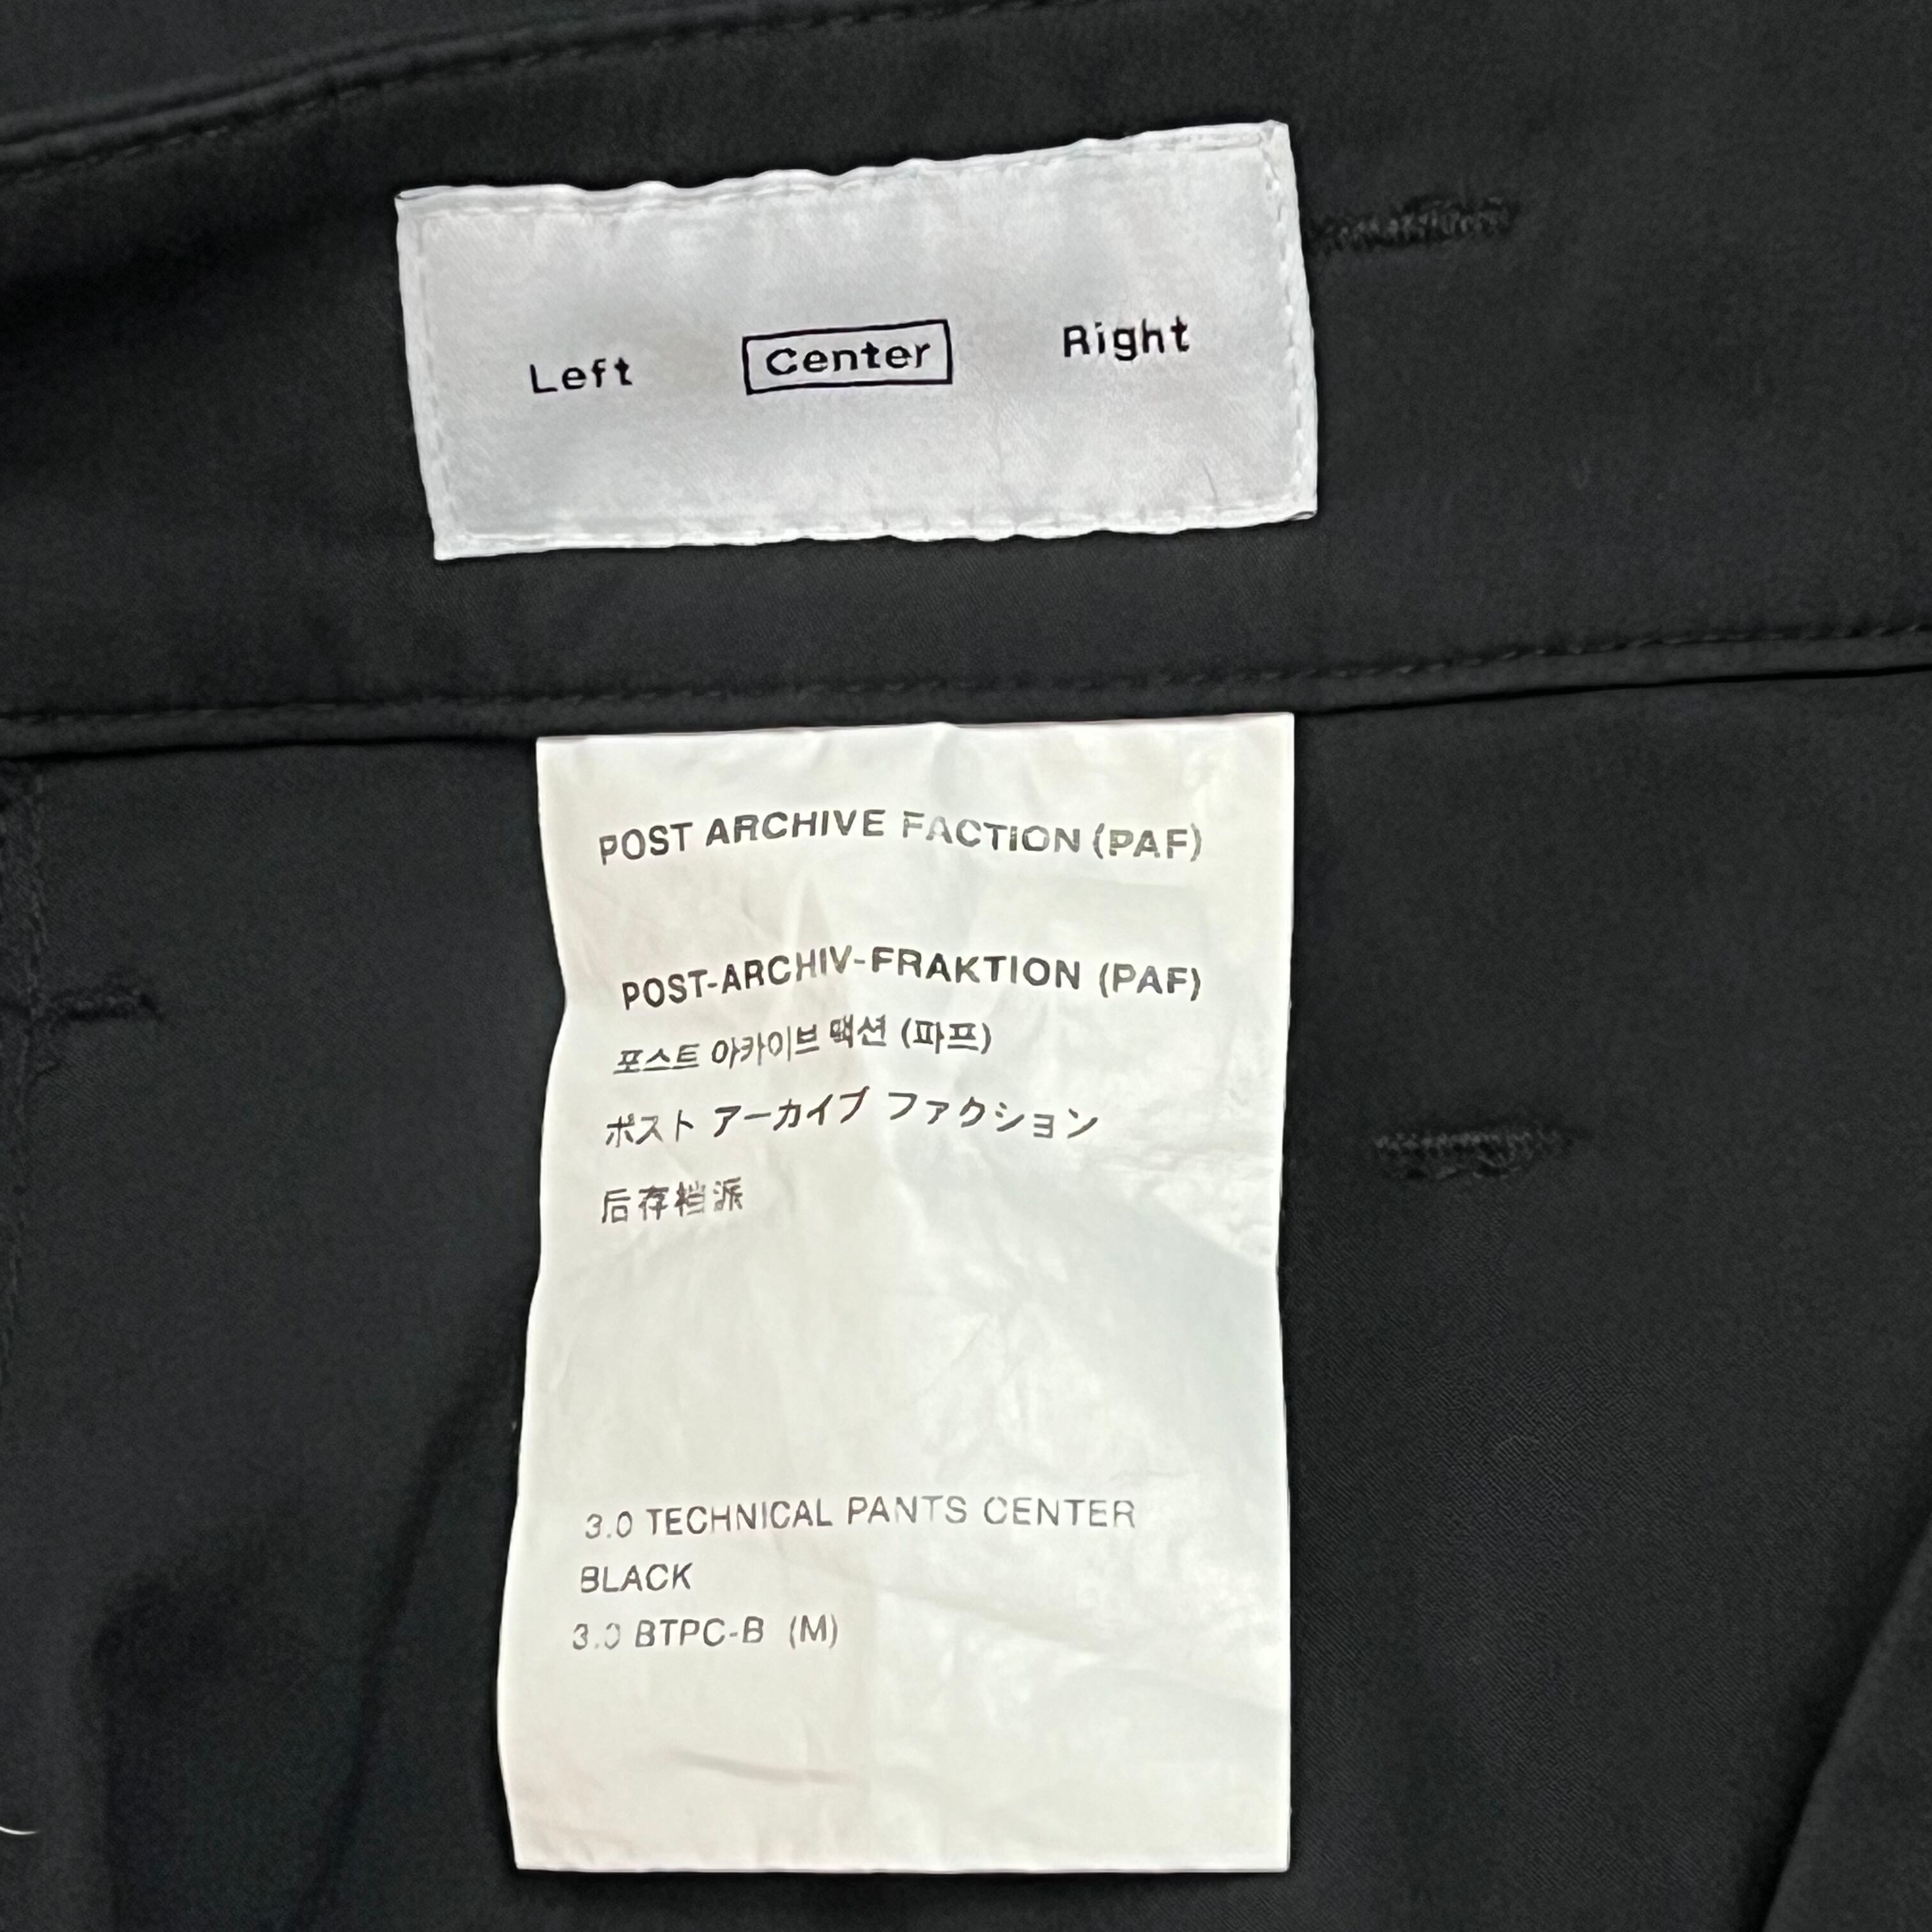 Left Center Right
POST ARCHIVE FACTION (PAF)
POST-ARCHIV-FRAKTION (PAF)
포스트 아카이브 팩션 (파프)
ポスト アーカイブ ファクション
后存档派
3.0 TECHNICAL PANTS CENTER
BLACK
3.0 BTPC-B (M)